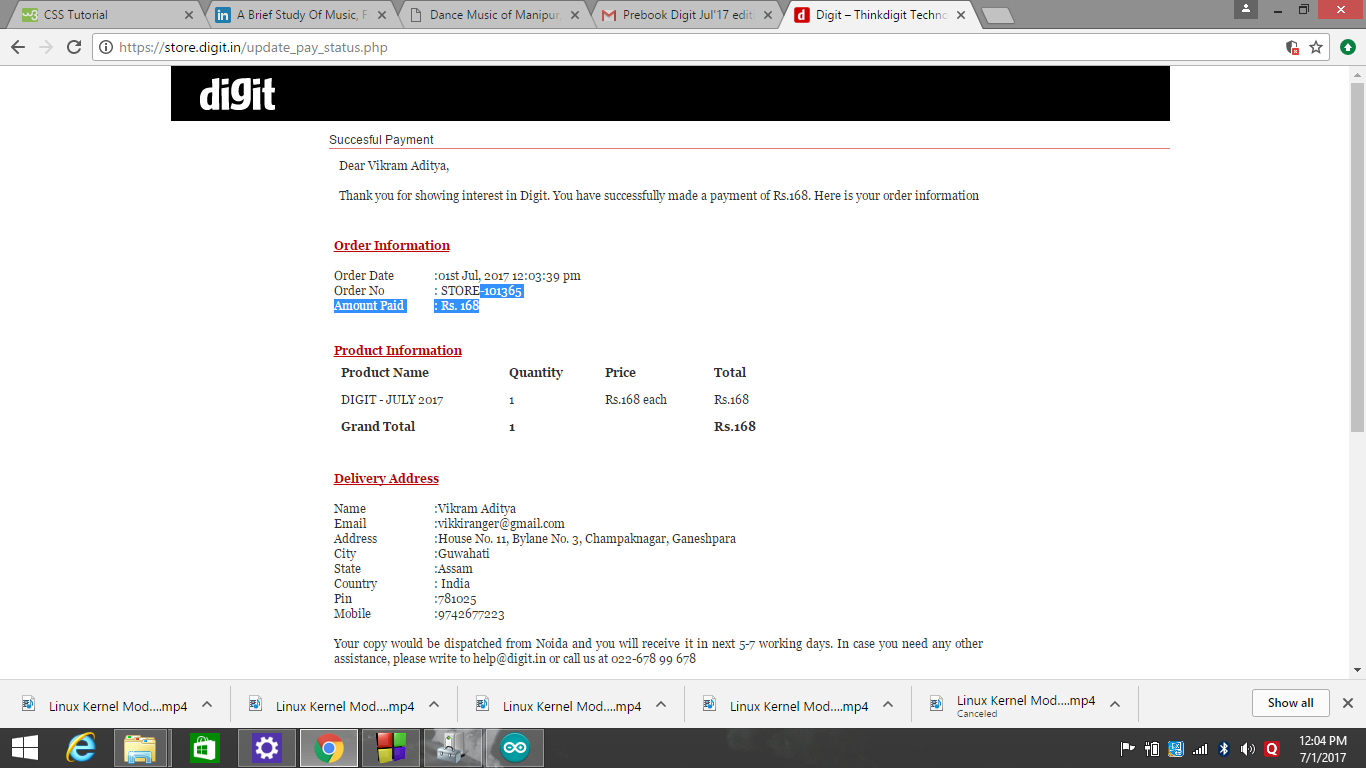 CSS Tutorial
A Brief Study Of Music, F
Dance Music of Manipur,
Prebook Digit Jul'17 edit
Digit – Thinkdigit Techno
https://store.digit.in/update_pay_status.php
digit
Succesful Payment
Dear Vikram Aditya,
Thank you for showing interest in Digit. You have successfully made a payment of Rs.168. Here is your order information
Order Information
Order Date :01st Jul, 2017 12:03:39 pm
Order No : STORE-101365
Amount Paid : Rs. 168
Product Information
Product Name Quantity Price Total
DIGIT - JULY 2017 1 Rs.168 each Rs.168
Grand Total 1 Rs.168
Delivery Address
Name :Vikram Aditya
Email :vikkiranger@gmail.com
Address :House No. 11, Bylane No. 3, Champaknagar, Ganeshpara
City :Guwahati
State :Assam
Country : India
Pin :781025
Mobile :9742677223
Your copy would be dispatched from Noida and you will receive it in next 5-7 working days. In case you need any other
assistance, please write to help@digit.in or call us at 022-678 99 678
Linux Kernel Mod....mp4
Linux Kernel Mod....mp4
Linux Kernel Mod....mp4
Linux Kernel Mod....mp4
Linux Kernel Mod....mp4
Canceled
Show all
12:04 PM
7/1/2017